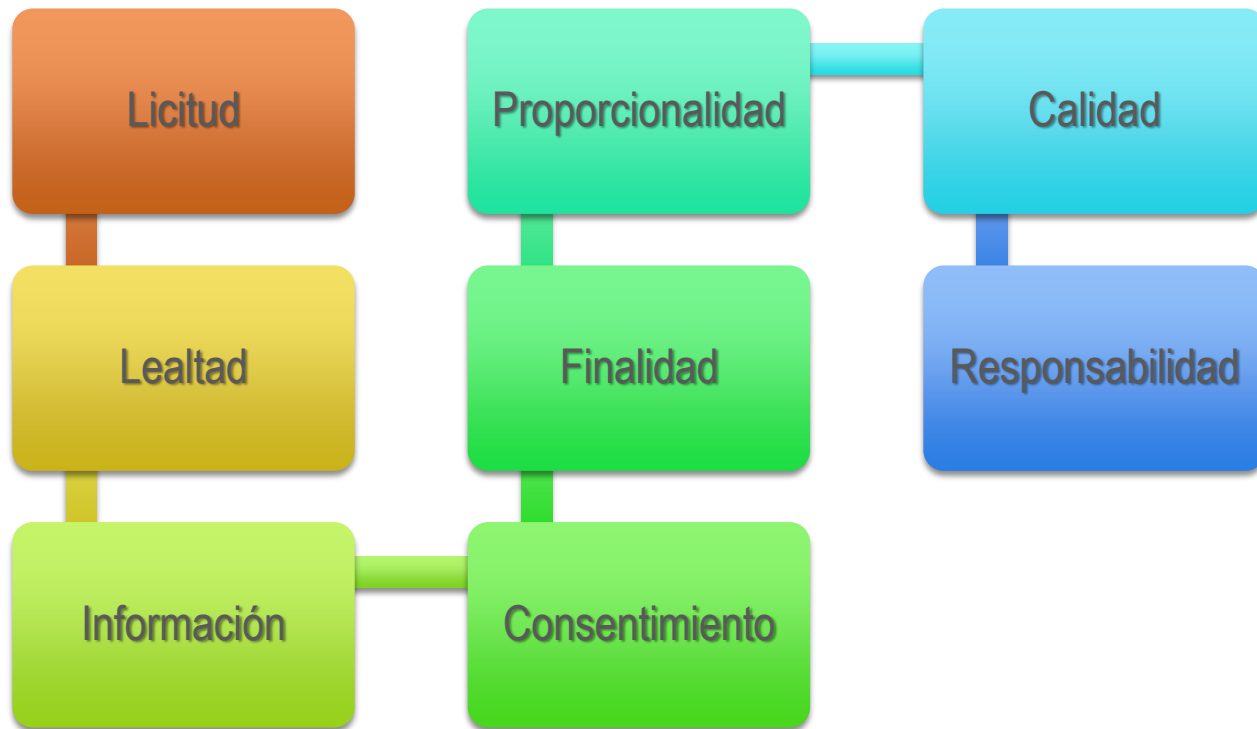 Licitud
Lealtad
Información
Consentimiento
Finalidad
Proporcionalidad
Calidad
Responsabilidad